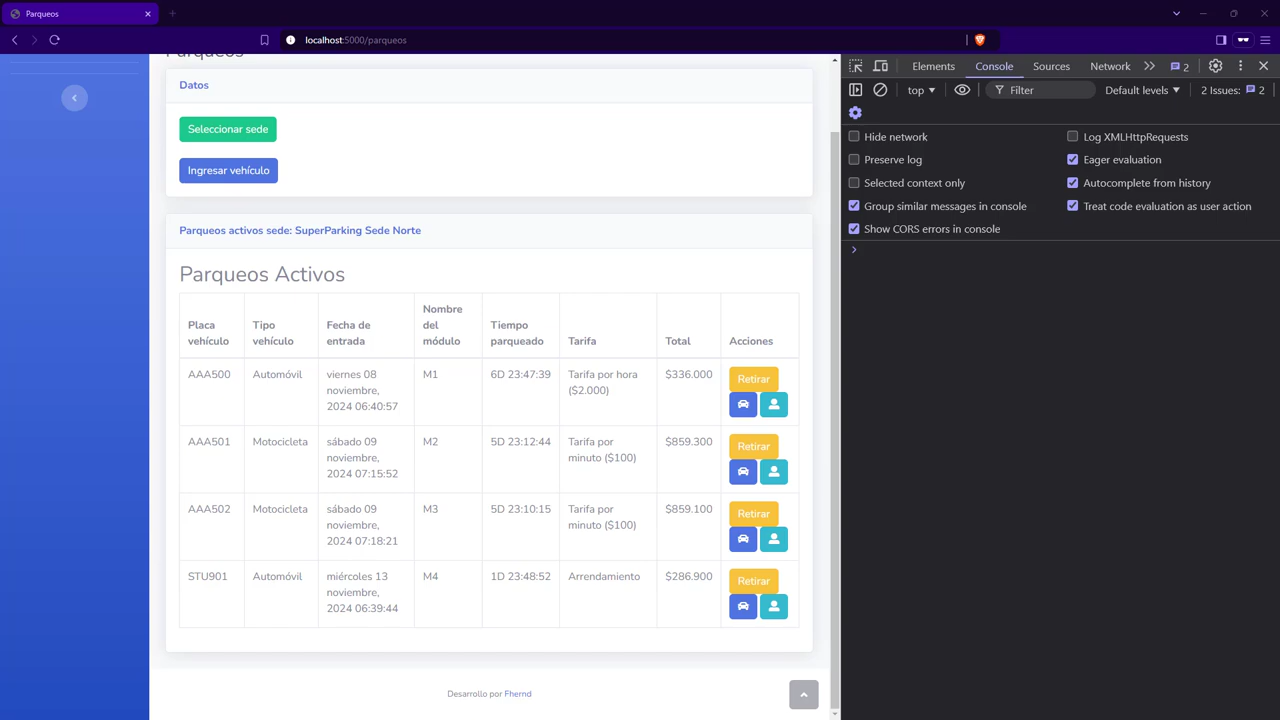 Parqueos
localhost:5000/parqueos
Parqueos
Datos
Seleccionar sede
Ingresar vehículo
Parqueos activos sede: SuperParking Sede Norte
Parqueos Activos
Placa vehículo
Tipo vehículo
Fecha de entrada
Nombre del módulo
Tiempo parqueado
Tarifa
Total
Acciones
AAA500
Automóvil
viernes 08
noviembre,
2024 06:40:57
M1
6D 23:47:39
Tarifa por hora
($2.000)
$336.000
Retirar
AAA501
Motocicleta
sábado 09
noviembre,
2024 07:15:52
M2
5D 23:12:44
Tarifa por
minuto ($100)
$859.300
Retirar
AAA502
Motocicleta
sábado 09
noviembre,
2024 07:18:21
M3
5D 23:10:15
Tarifa por
minuto ($100)
$859.100
Retirar
STU901
Automóvil
miércoles 13
noviembre,
2024 06:39:44
M4
1D 23:48:52
Arrendamiento
$286.900
Retirar
Desarrollo por Fhernd
Elements
Console
Sources
Network
2
top
Filter
Default levels
2 Issues: 2
Hide network
Log XMLHttpRequests
Preserve log
Eager evaluation
Selected context only
Autocomplete from history
Group similar messages in console
Treat code evaluation as user action
Show CORS errors in console